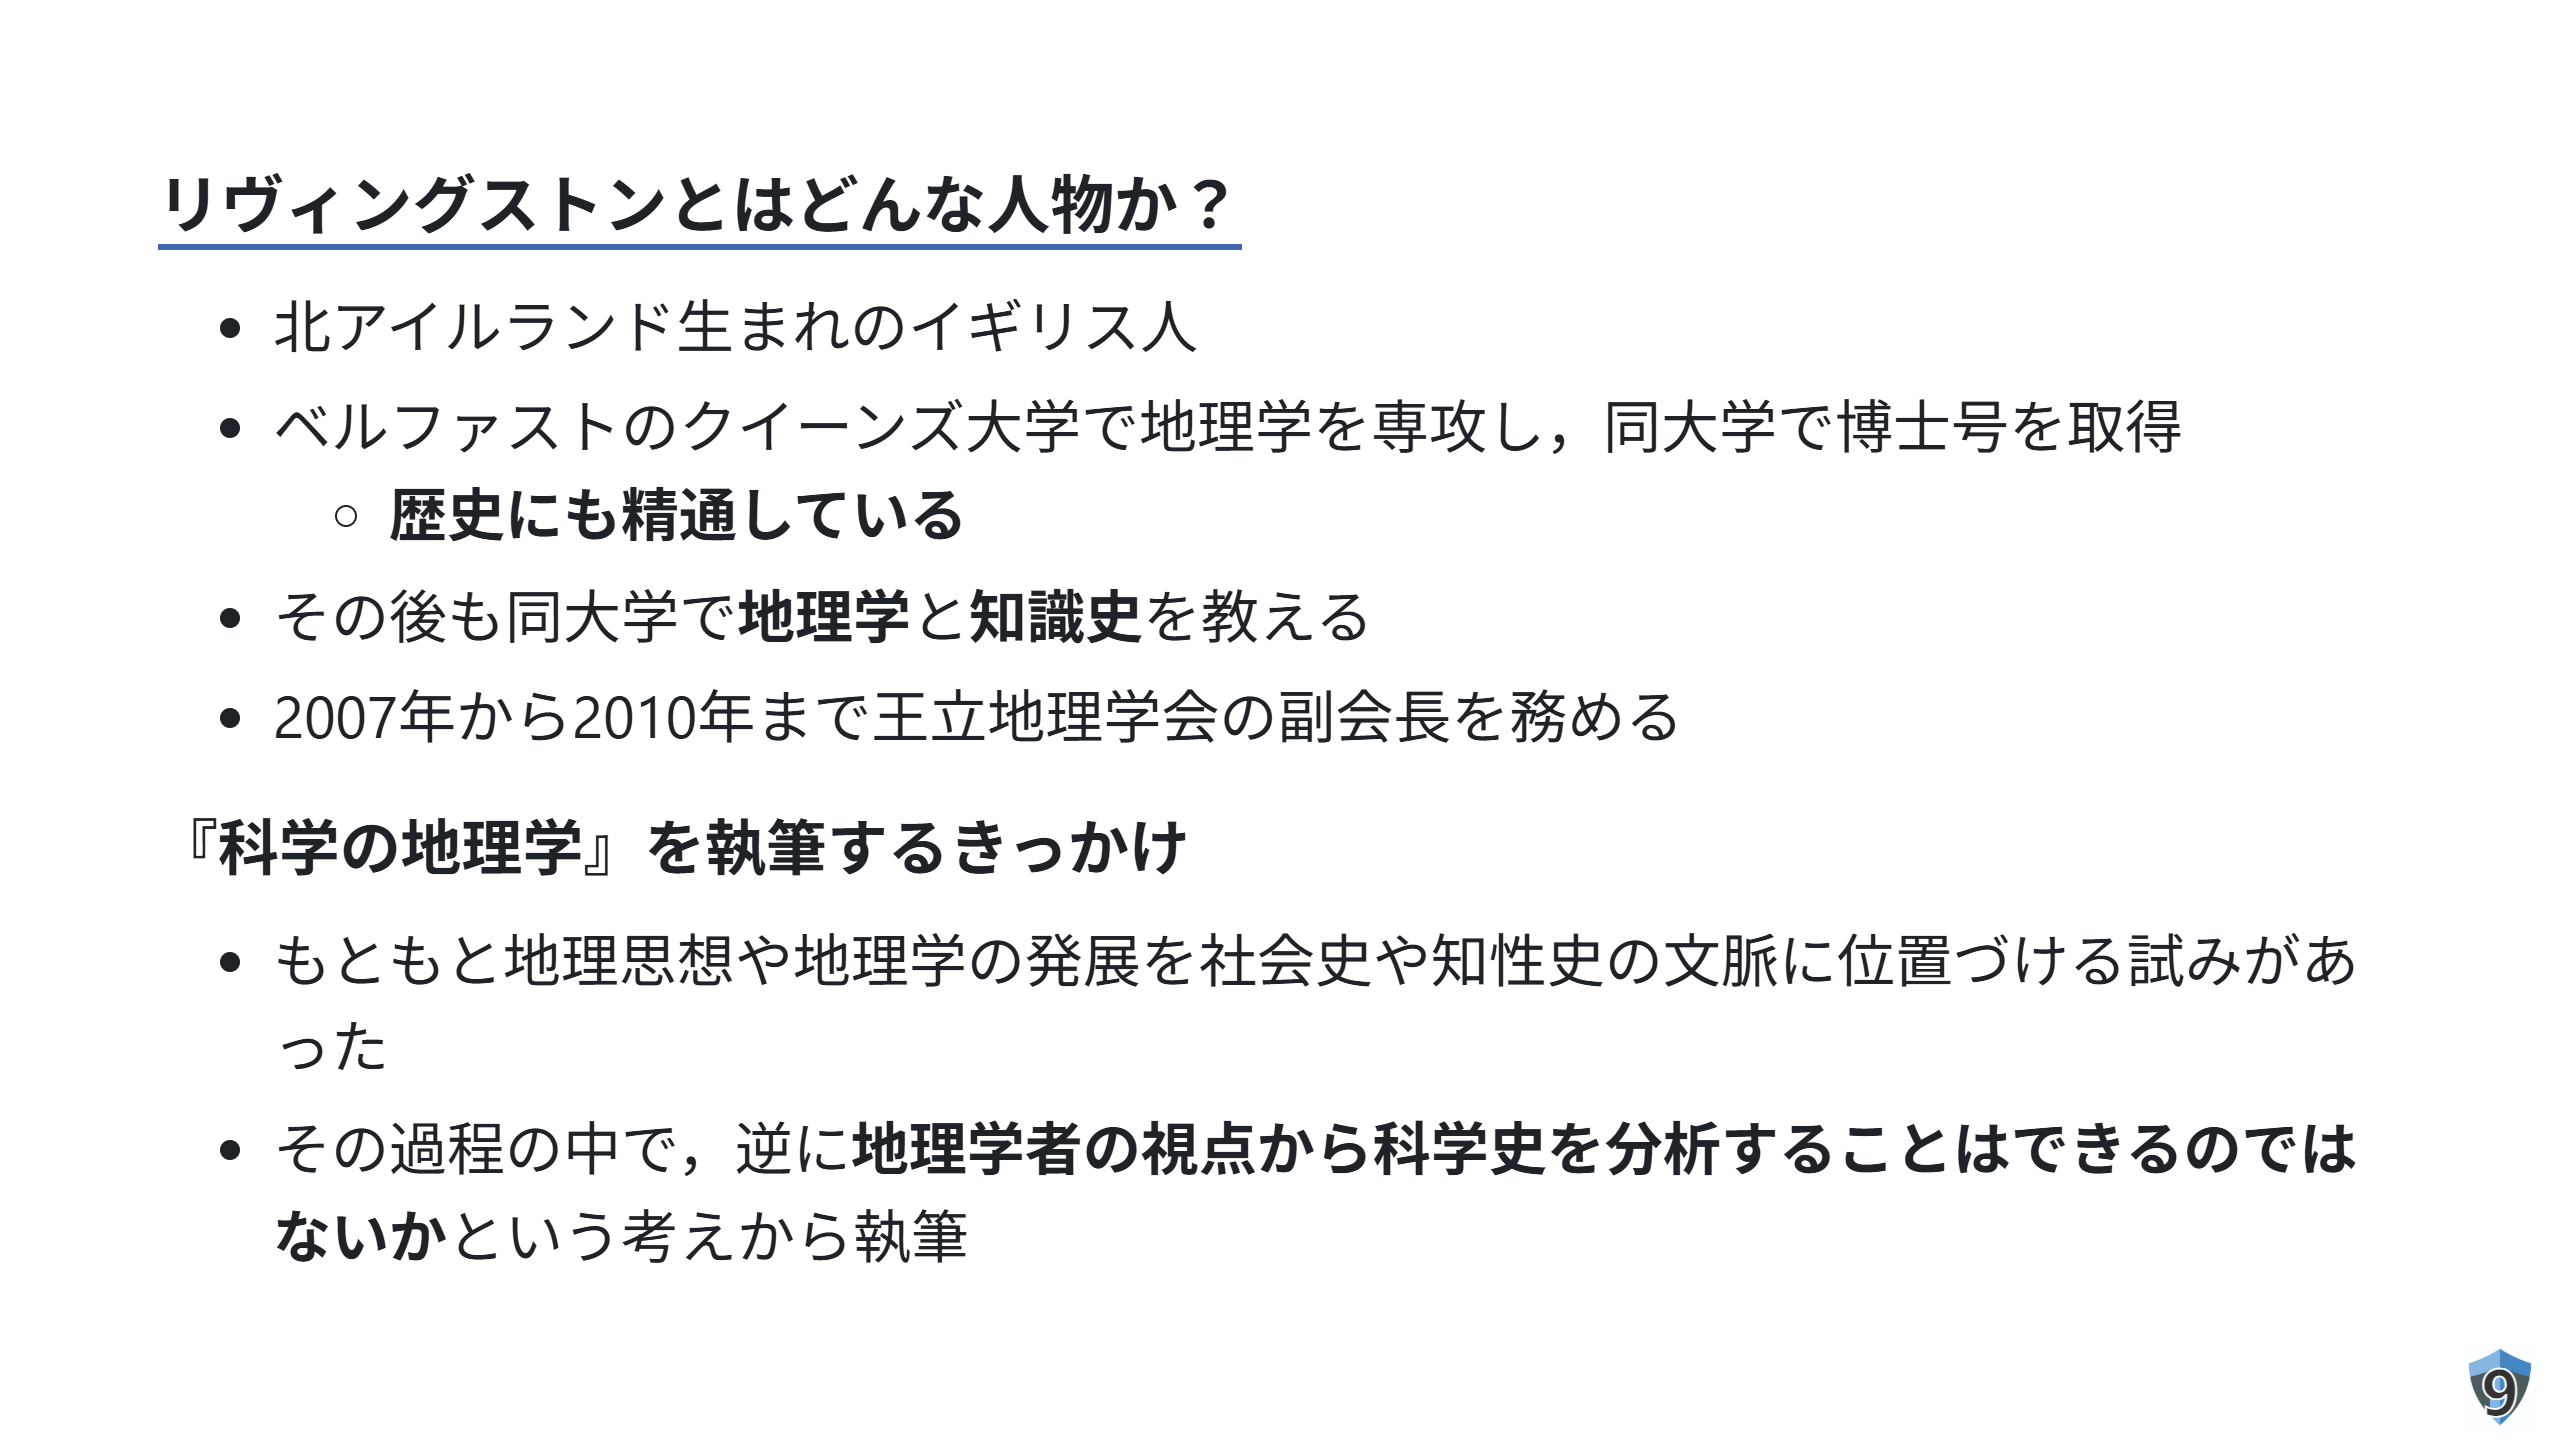 リヴィングストンとはどんな人物か？
• 北アイルランド生まれのイギリス人
• ベルファストのクイーンズ大学で地理学を専攻し，同大学で博士号を取得
○ 歴史にも精通している
• その後も同大学で地理学と知識史を教える
• 2007年から2010年まで王立地理学会の副会長を務める
『科学の地理学』を執筆するきっかけ
• もともと地理思想や地理学の発展を社会史や知性史の文脈に位置づける試みがあ
った
• その過程の中で，逆に地理学者の視点から科学史を分析することはできるのでは
ないかという考えから執筆
9